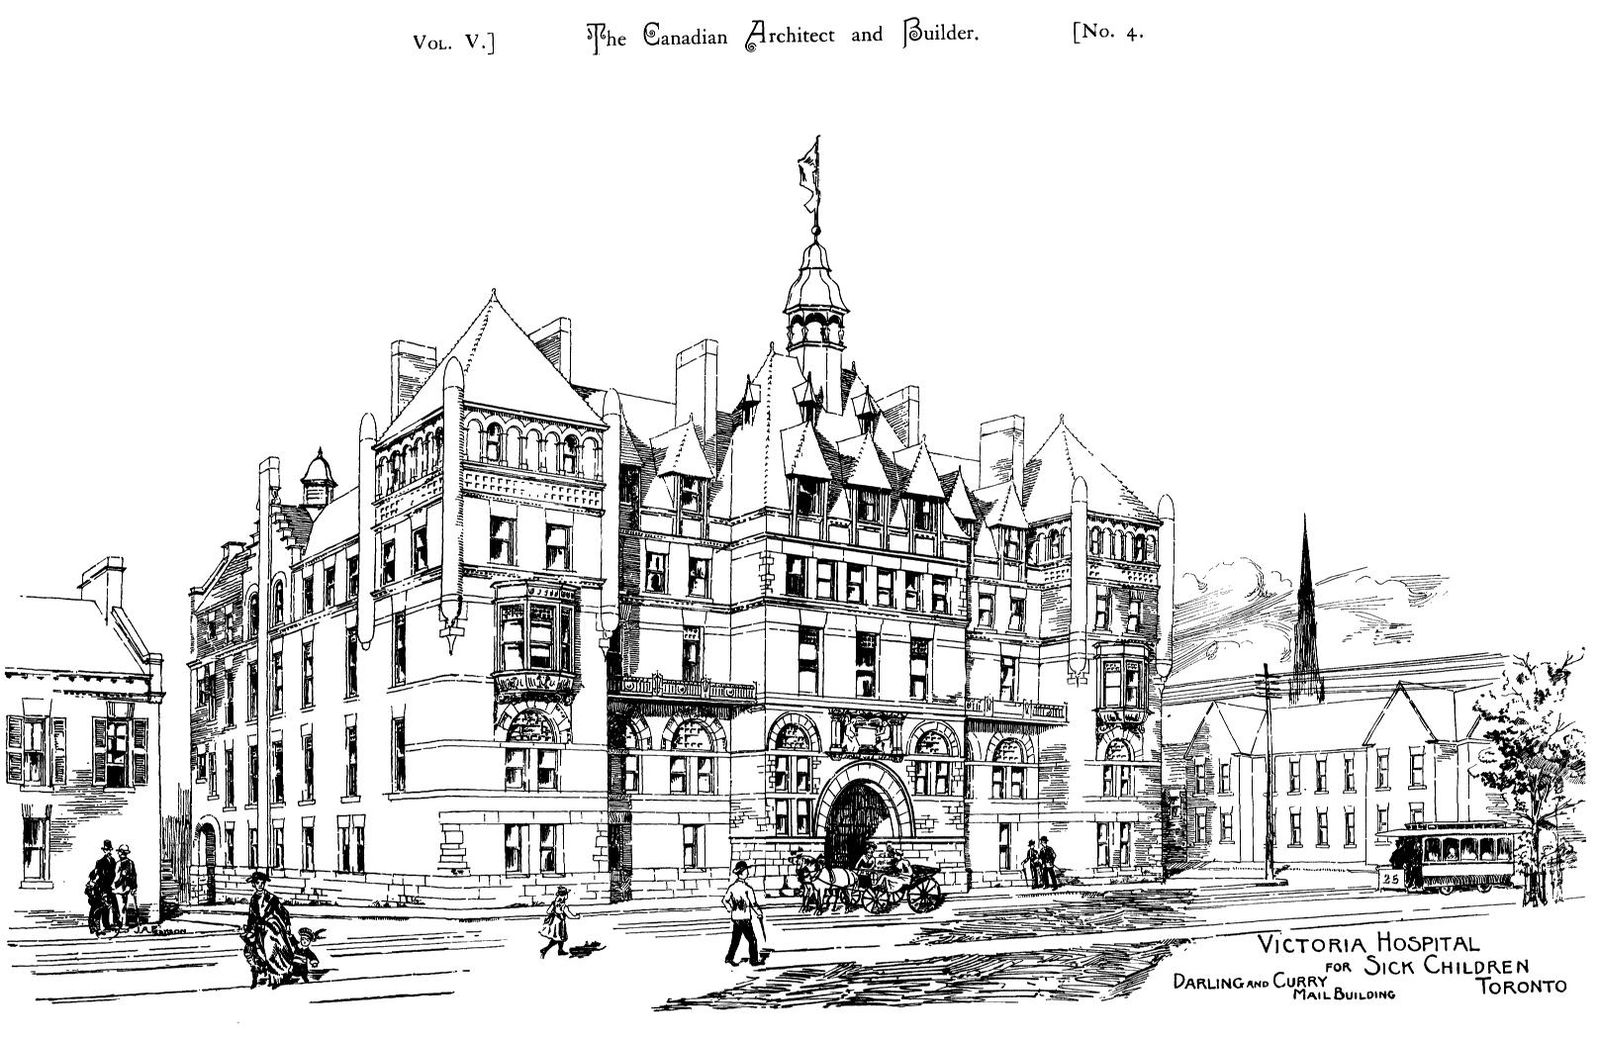 Vol. V.] The Canadian Architect and Builder. [No. 4.
25
Victoria Hospital
for Sick Children
Darling and Curry Toronto
Mail Building